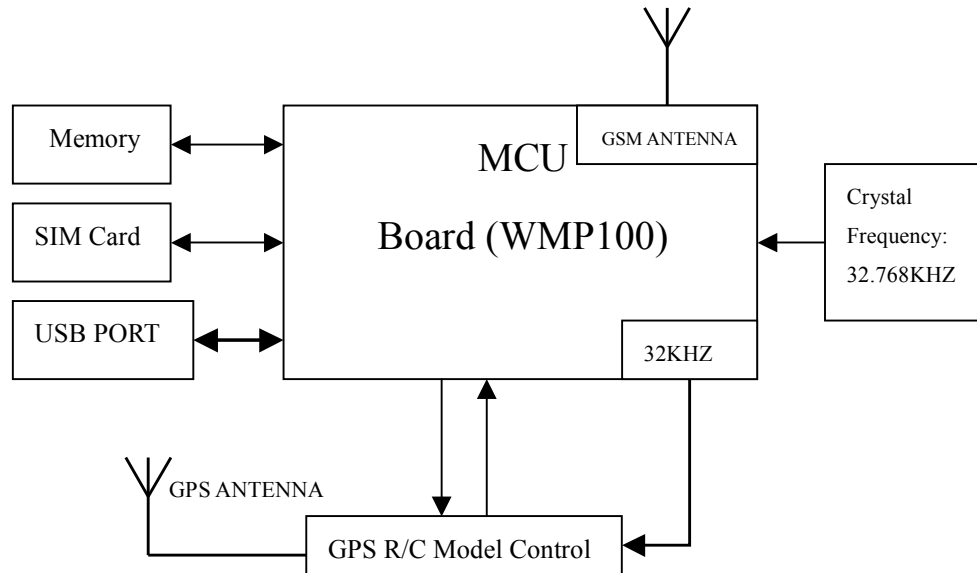 Memory
SIM Card
USB PORT
MCU
Board (WMP100)
GSM ANTENNA
32KHZ
Crystal
Frequency:
32.768KHZ
GPS ANTENNA
GPS R/C Model Control